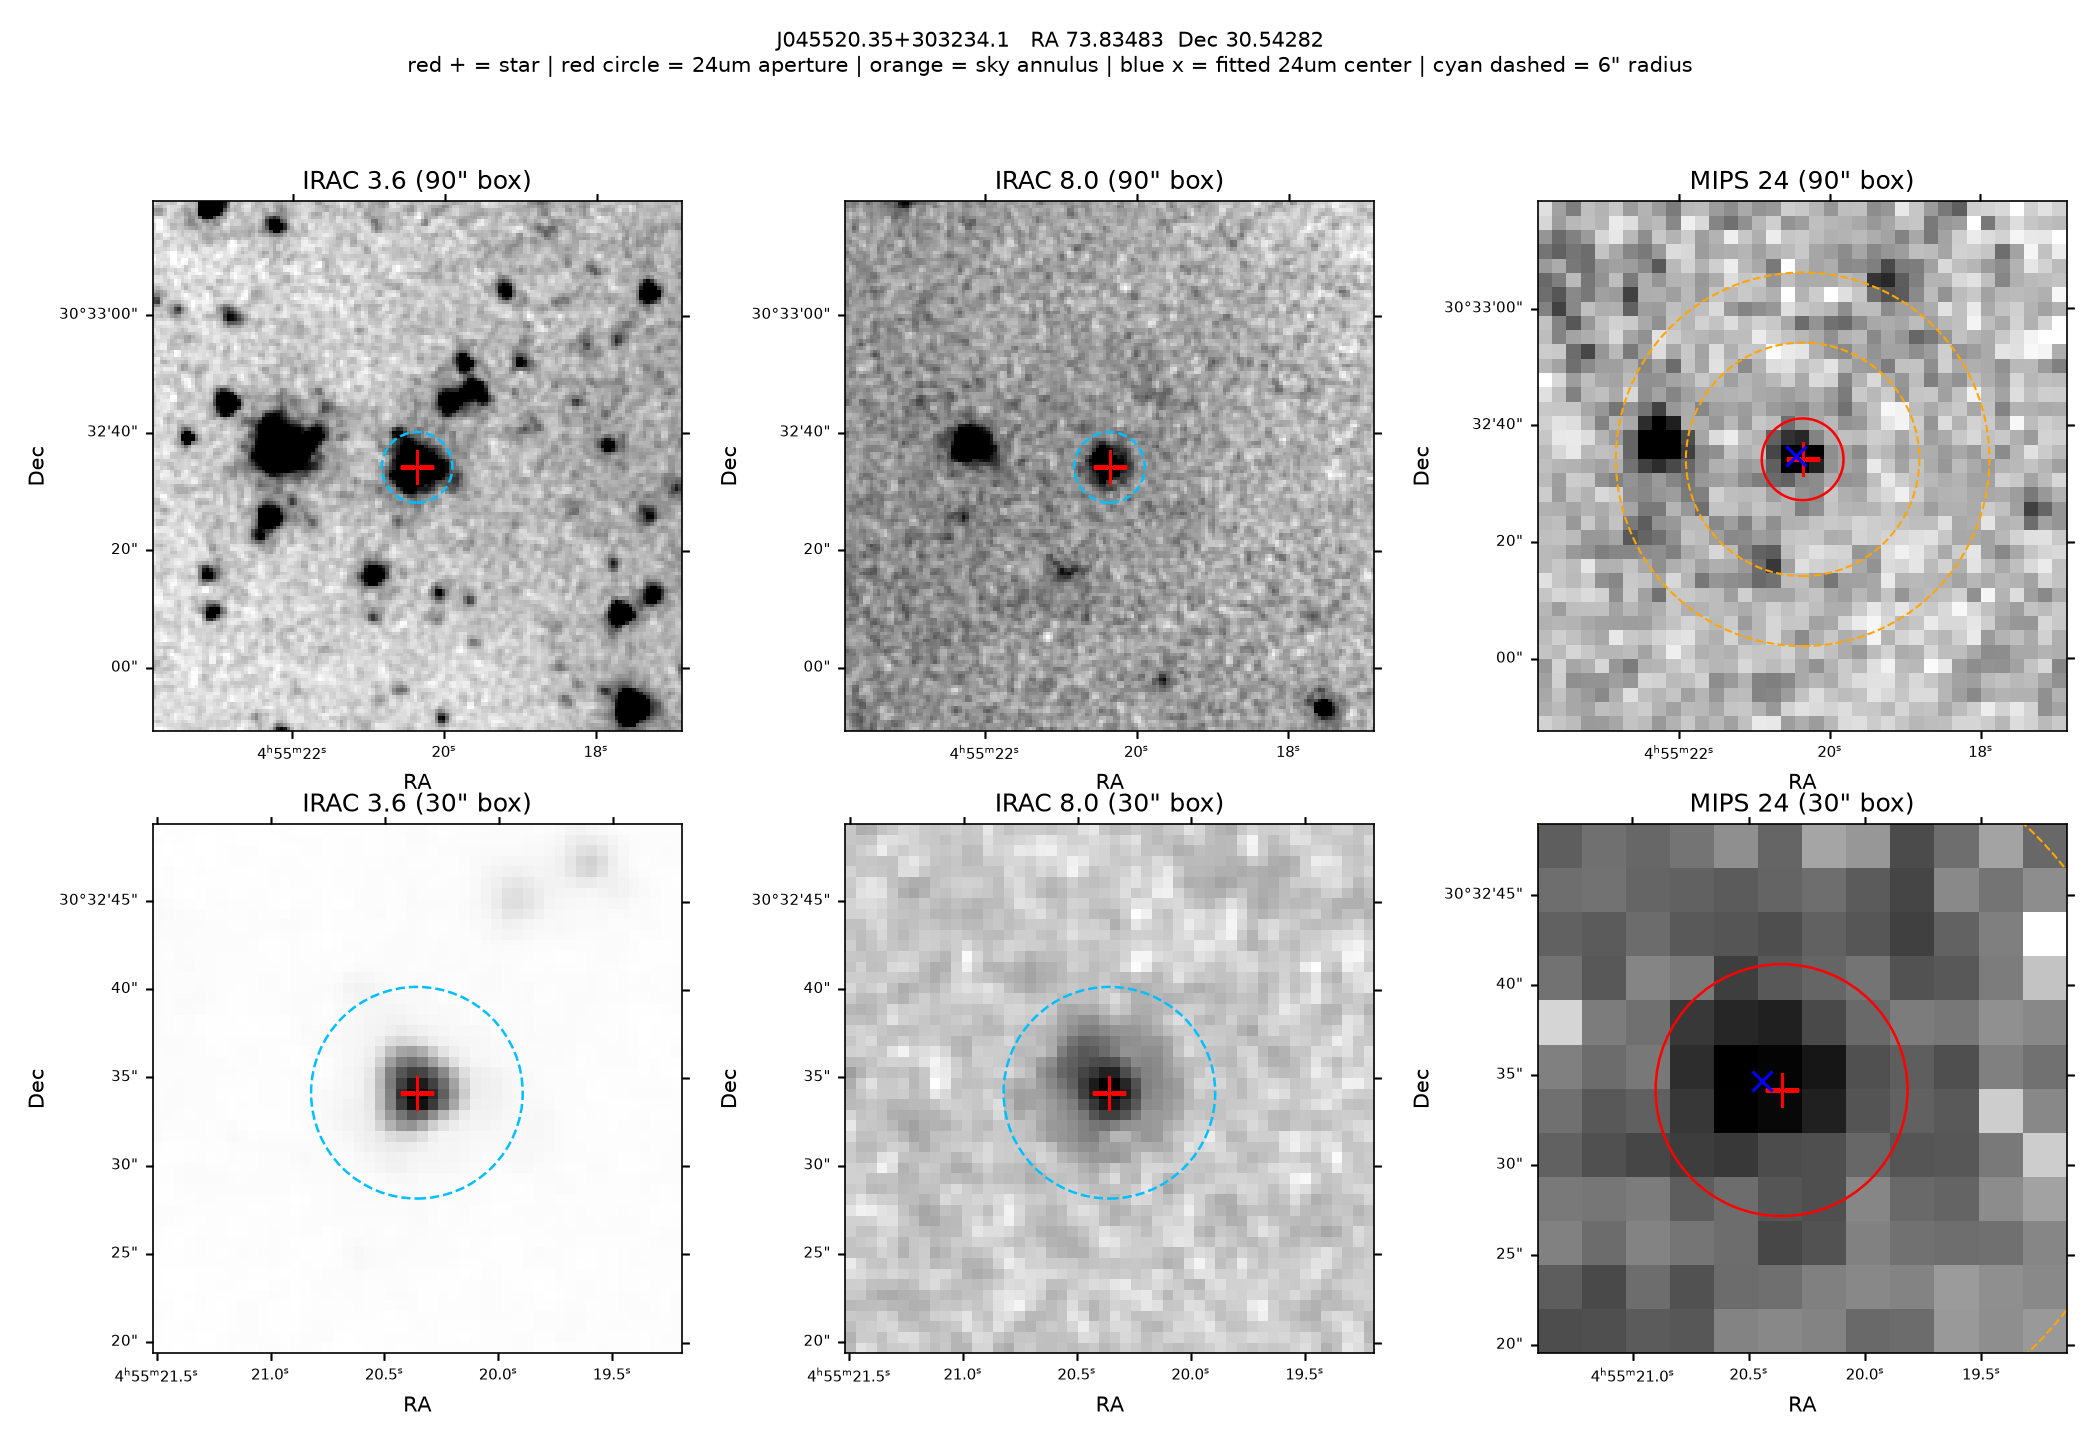 J045520.35+303234.1   RA 73.83483  Dec 30.54282
red + = star | red circle = 24um aperture | orange = sky annulus | blue x = fitted 24um center | cyan dashed = 6" radius
IRAC 3.6 (90" box)
Dec
30°33'00"
32'40"
20"
00"
4ʰ55ᵐ22ˢ
20ˢ
18ˢ
RA
IRAC 8.0 (90" box)
Dec
30°33'00"
32'40"
20"
00"
4ʰ55ᵐ22ˢ
20ˢ
18ˢ
RA
MIPS 24 (90" box)
Dec
30°33'00"
32'40"
20"
00"
4ʰ55ᵐ22ˢ
20ˢ
18ˢ
RA
IRAC 3.6 (30" box)
Dec
30°32'45"
40"
35"
30"
25"
20"
4ʰ55ᵐ21.5ˢ
21.0ˢ
20.5ˢ
20.0ˢ
19.5ˢ
RA
IRAC 8.0 (30" box)
Dec
30°32'45"
40"
35"
30"
25"
20"
4ʰ55ᵐ21.5ˢ
21.0ˢ
20.5ˢ
20.0ˢ
19.5ˢ
RA
MIPS 24 (30" box)
Dec
30°32'45"
40"
35"
30"
25"
20"
4ʰ55ᵐ21.0ˢ
20.5ˢ
20.0ˢ
19.5ˢ
RA